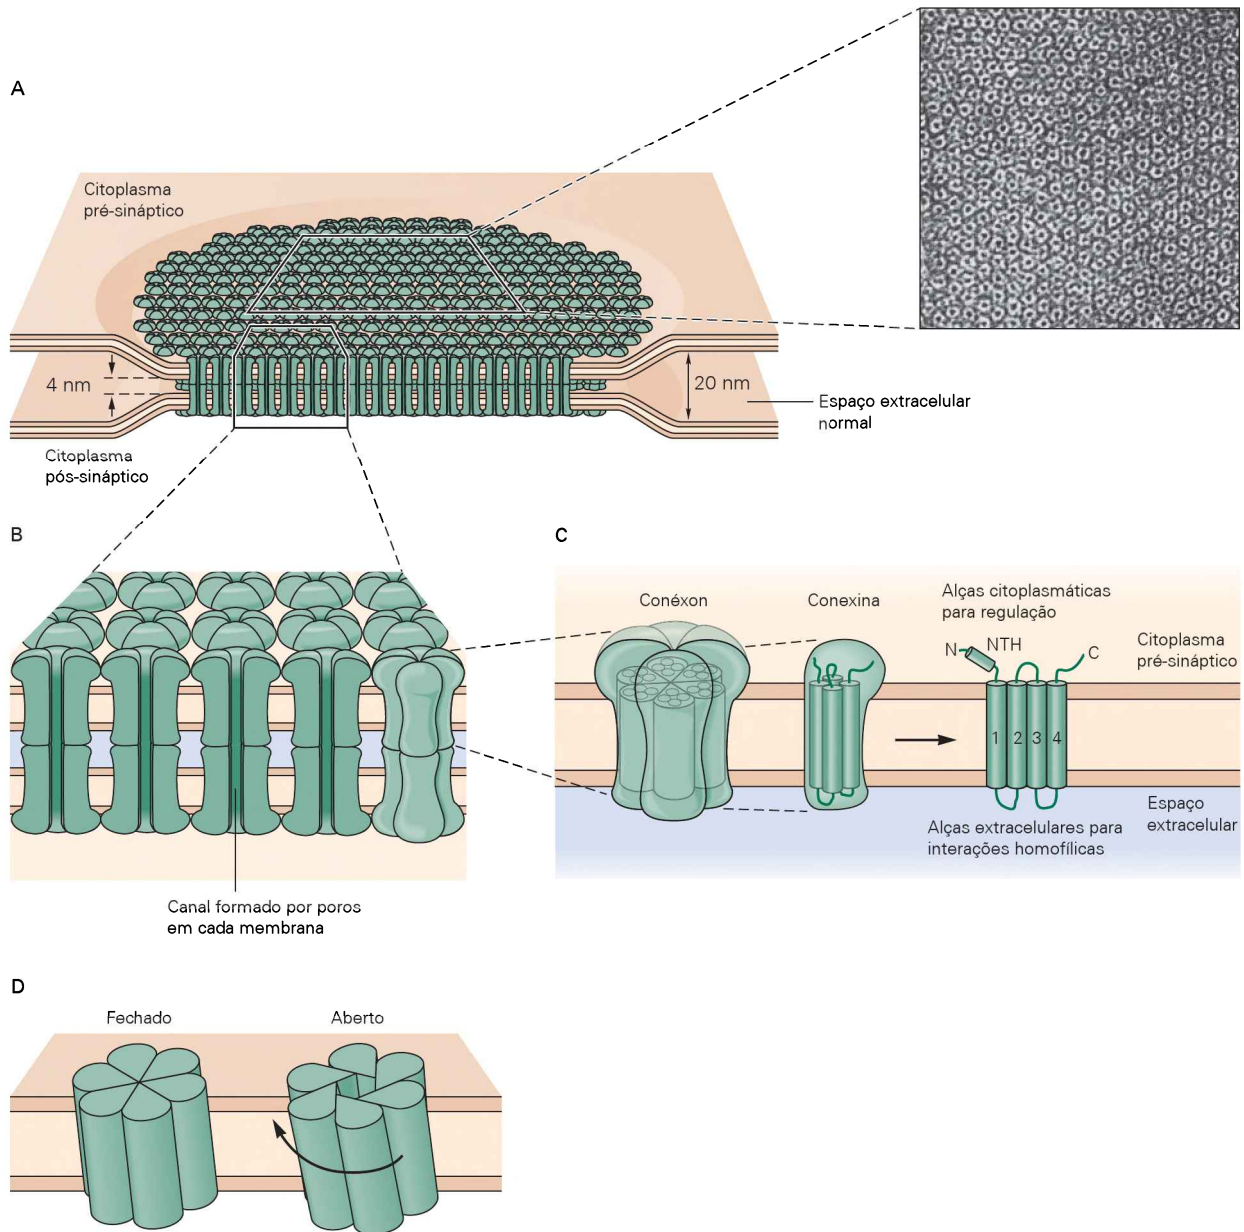 A
Citoplasma
pré-sináptico
4 nm
20 nm
Espaço extracelular
normal
Citoplasma
pós-sináptico
B
Canal formado por poros
em cada membrana
C
Conéxon
Conexina
Alças citoplasmáticas
para regulação
N
NTH
C
Citoplasma
pré-sináptico
1 2 3 4
Espaço
extracelular
Alças extracelulares para
interações homofílicas
D
Fechado
Aberto